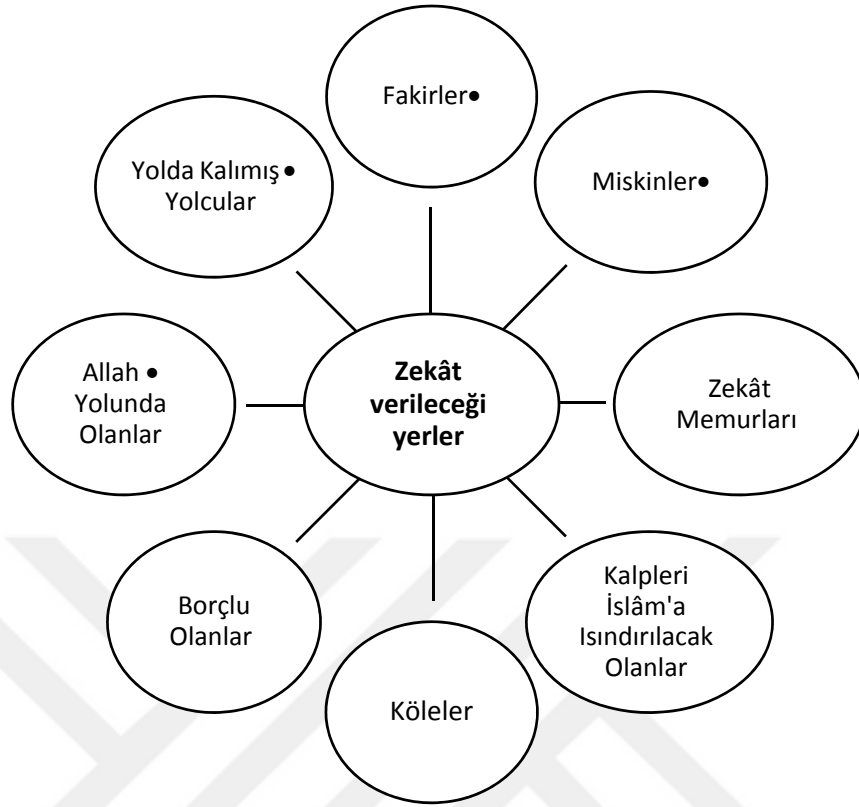 Fakirler•
Miskinler•
Zekât
Memurları
Kalpleri
İslâm'a
Isındırılacak
Olanlar
Köleler
Borçlu
Olanlar
Allah •
Yolunda
Olanlar
Yolda Kalımış •
Yolcular
Zekât
verileceği
yerler